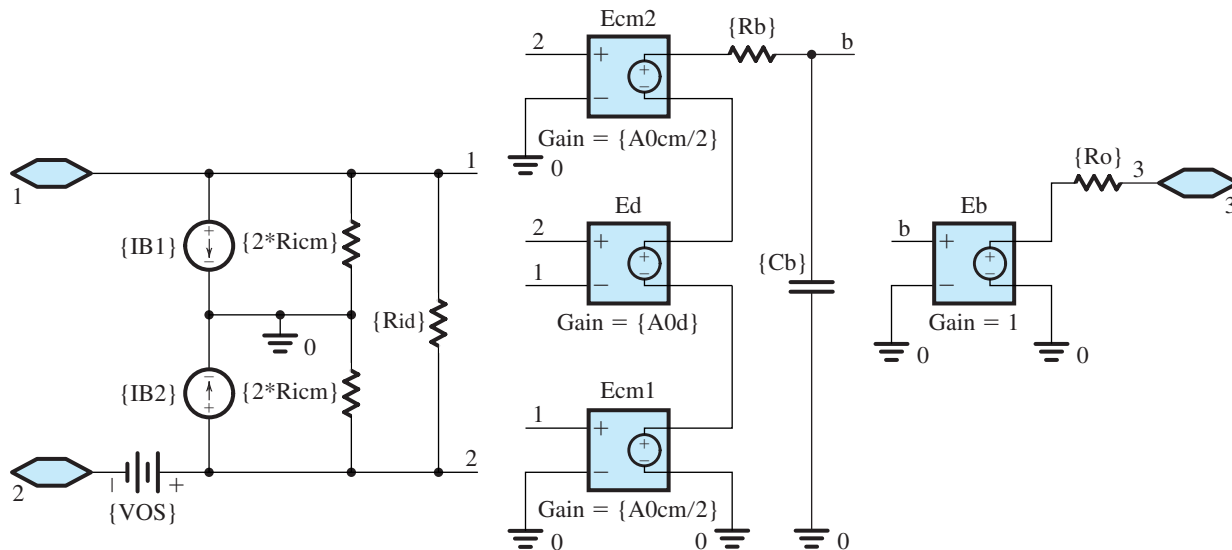 Ecm2
{Rb}
2
+
−
+
−
b
0
Gain = {A0cm/2}
1
1
{IB1}
+
−
{2*Ricm}
{Rid}
0
{IB2}
−
+
{2*Ricm}
2
−
+
{VOS}
2
Ed
2
1
+
−
+
−
Gain = {A0d}
{Cb}
Ecm1
1
+
−
+
−
Gain = {A0cm/2}
0
0
0
Eb
b
+
−
+
−
Gain = 1
0
0
{Ro}
3
3